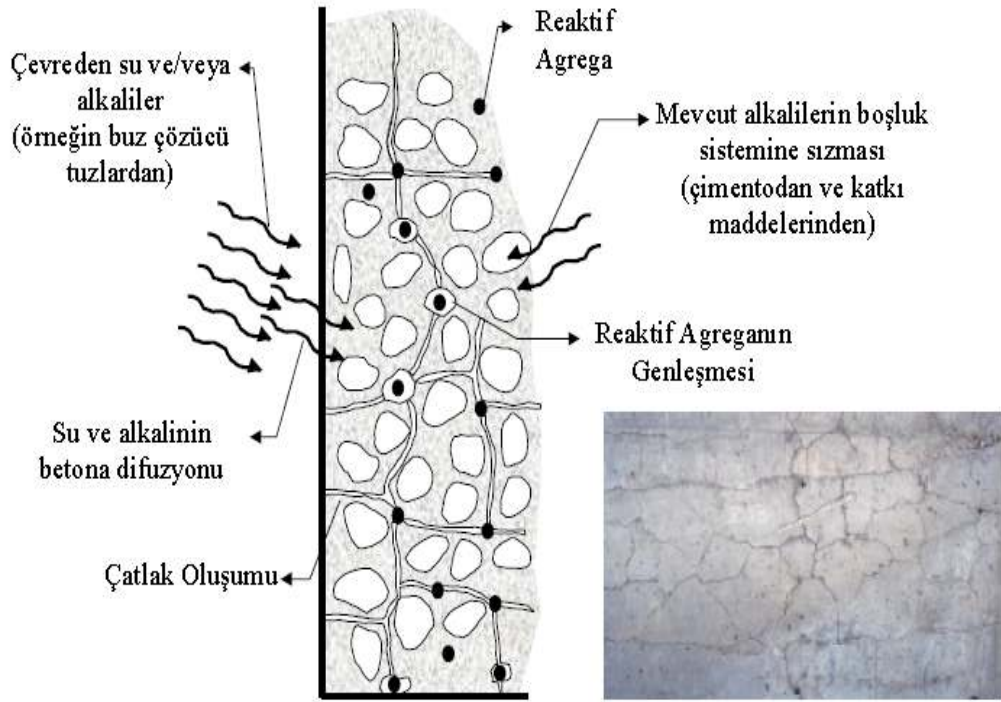 Çevreden su ve/veya
alkaliler
(örneğin buz çözücü
tuzlardan)
Reaktif
Agrega
Mevcut alkalilerin boşluk
sistemine sızması
(çimentodan ve katkı
maddelerinden)
Reaktif Agreganın
Genleşmesi
Su ve alkalinin
betona difuzyonu
Çatlak Oluşumu